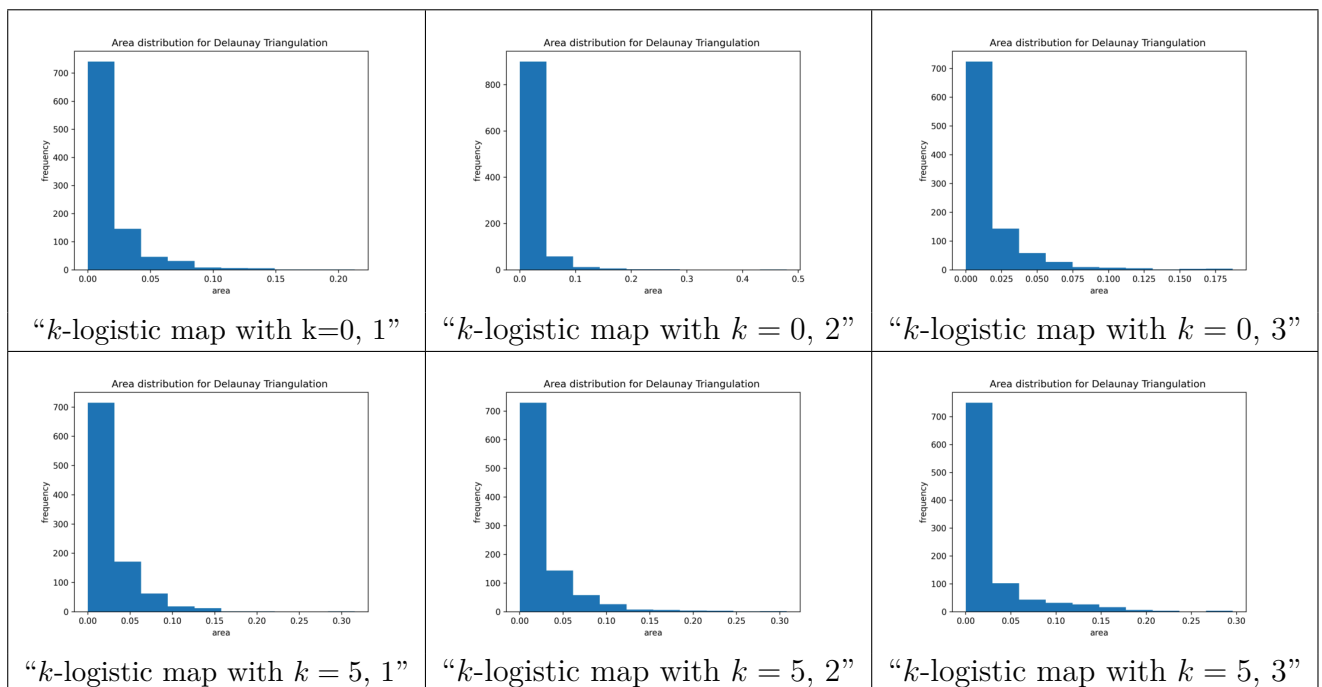 Area distribution for Delaunay Triangulation
700
600
500
400
300
200
100
0
frequency
0.00 0.05 0.10 0.15 0.20
area
“k-logistic map with k=0, 1”
Area distribution for Delaunay Triangulation
800
600
400
200
0
frequency
0.0 0.1 0.2 0.3 0.4 0.5
area
“k-logistic map with k = 0, 2”
Area distribution for Delaunay Triangulation
700
600
500
400
300
200
100
0
frequency
0.000 0.025 0.050 0.075 0.100 0.125 0.150 0.175
area
“k-logistic map with k = 0, 3”
Area distribution for Delaunay Triangulation
700
600
500
400
300
200
100
0
frequency
0.00 0.05 0.10 0.15 0.20 0.25 0.30
area
“k-logistic map with k = 5, 1”
Area distribution for Delaunay Triangulation
700
600
500
400
300
200
100
0
frequency
0.00 0.05 0.10 0.15 0.20 0.25 0.30
area
“k-logistic map with k = 5, 2”
Area distribution for Delaunay Triangulation
700
600
500
400
300
200
100
0
frequency
0.00 0.05 0.10 0.15 0.20 0.25 0.30
area
“k-logistic map with k = 5, 3”